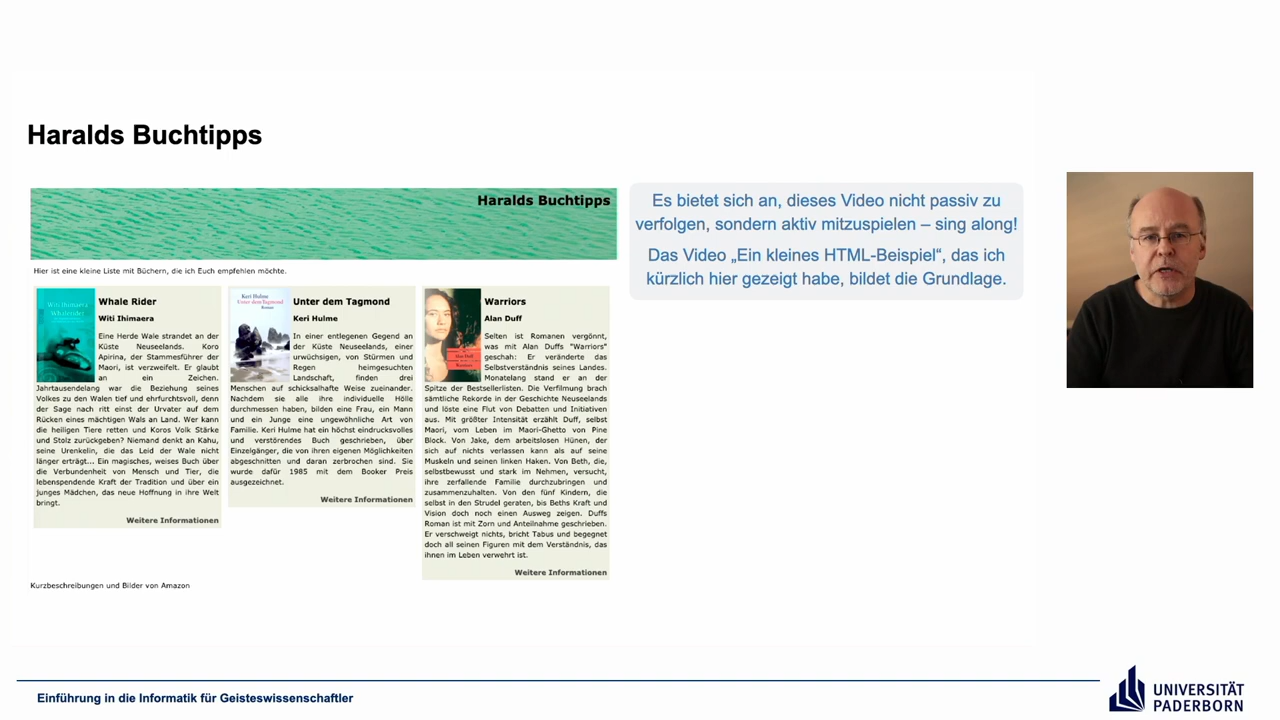 Haralds Buchtipps
Haralds Buchtipps
Hier ist eine kleine Liste mit Büchern, die ich Euch empfehlen möchte.
Witi Ihimaera
Whalerider
Whale Rider
Witi Ihimaera
Eine Herde Wale strandet an der
Küste Neuseelands. Koro
Apirina, der Stammesführer der
Maori, ist verzweifelt. Er glaubt
an ein Zeichen.
Jahrtausendelang war die Beziehung seines
Volkes zu den Walen tief und ehrfurchtsvoll, denn
der Sage nach ritt einst der Urvater auf dem
Rücken eines mächtigen Wals an Land. Wer kann
die heiligen Tiere retten und Koros Volk Stärke
und Stolz zurückgeben? Niemand denkt an Kahu,
seine Urenkelin, die das Leid der Wale nicht
länger erträgt... Ein magisches, weises Buch über
die Verbundenheit von Mensch und Tier, die
lebenspendende Kraft der Tradition und über ein
junges Mädchen, das neue Hoffnung in ihre Welt
bringt.
Weitere Informationen
Keri Hulme
Unter dem Tagmond
Roman
Unter dem Tagmond
Keri Hulme
In einer entlegenen Gegend an
der Küste Neuseelands, einer
urwüchsigen, von Stürmen und
Regen heimgesuchten
Landschaft, finden drei
Menschen auf schicksalhafte Weise zueinander.
Nachdem sie alle ihre individuelle Hölle
durchmessen haben, bilden eine Frau, ein Mann
und ein Junge eine ungewöhnliche Art von
Familie. Keri Hulme hat ein höchst eindrucksvolles
und verstörendes Buch geschrieben, über
Einzelgänger, die von ihren eigenen Möglichkeiten
abgeschnitten und daran zerbrochen sind. Sie
wurde dafür 1985 mit dem Booker Preis
ausgezeichnet.
Weitere Informationen
Warriors
Alan Duff
Selten ist Romanen vergönnt,
was mit Alan Duffs "Warriors"
geschah: Er veränderte das
Selbstverständnis seines Landes.
Monatelang stand er an der
Spitze der Bestsellerlisten. Die Verfilmung brach
sämtliche Rekorde in der Geschichte Neuseelands
und löste eine Flut von Debatten und Initiativen
aus. Mit größter Intensität erzählt Duff, selbst
Maori, vom Leben im Maori-Ghetto von Pine
Block. Von Jake, dem arbeitslosen Hünen, der
sich auf nichts verlassen kann als auf seine
Muskeln und seinen linken Haken. Von Beth, die,
selbstbewusst und stark im Nehmen, versucht,
ihre zerfallende Familie durchzubringen und
zusammenzuhalten. Von den fünf Kindern, die
selbst in den Strudel geraten, bis Beths Kraft und
Vision doch noch einen Ausweg zeigen. Duffs
Roman ist mit Zorn und Anteilnahme geschrieben.
Er verschweigt nichts, bricht Tabus und begegnet
doch all seinen Figuren mit dem Verständnis, das
ihnen im Leben verwehrt ist.
Weitere Informationen
Kurzbeschreibungen und Bilder von Amazon
Es bietet sich an, dieses Video nicht passiv zu
verfolgen, sondern aktiv mitzuspielen – sing along!
Das Video „Ein kleines HTML-Beispiel“, das ich
kürzlich hier gezeigt habe, bildet die Grundlage.
Einführung in die Informatik für Geisteswissenschaftler
UNIVERSITÄT
PADERBORN